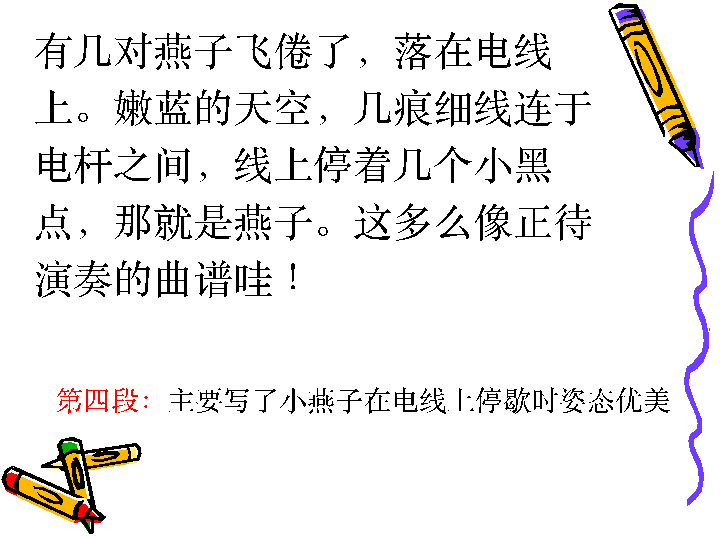 有几对燕子飞倦了，落在电线
上。嫩蓝的天空，几痕细线连于
电杆之间，线上停着几个小黑
点，那就是燕子。这多么像正待
演奏的曲谱哇！
第四段：主要写了小燕子在电线上停歇时姿态优美